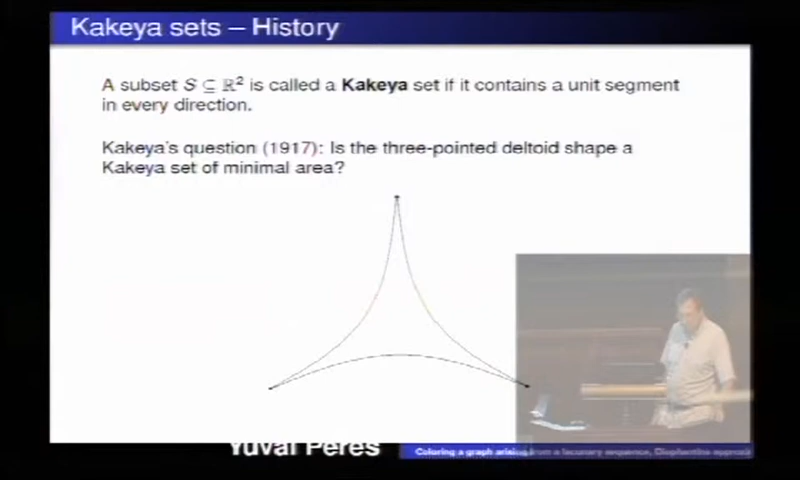 Kakeya sets – History
A subset S ⊆ ℝ² is called a Kakeya set if it contains a unit segment
in every direction.
Kakeya's question (1917): Is the three-pointed deltoid shape a
Kakeya set of minimal area?
Yuval Peres
Coloring a graph arising from a lacunary sequence, Diophantine approxi